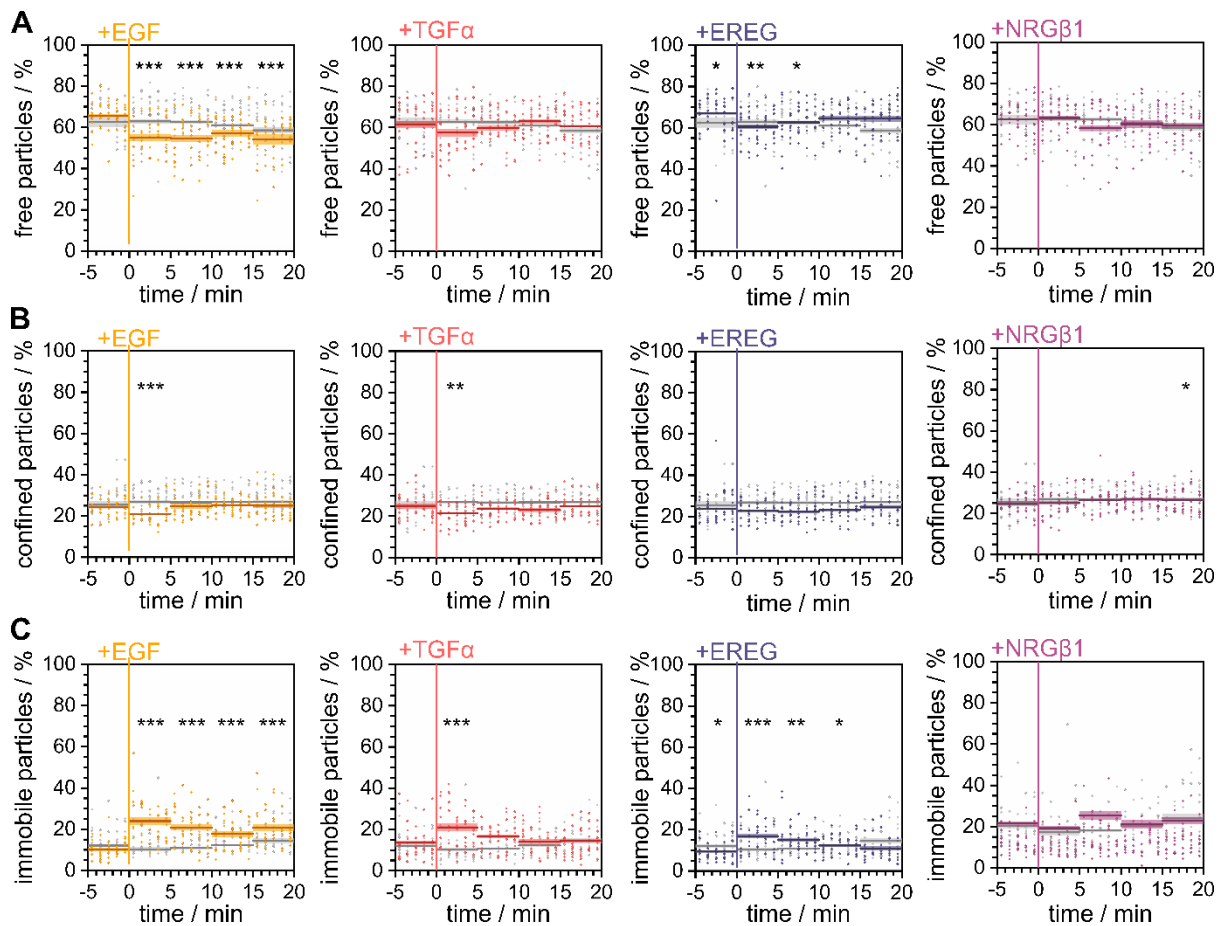 A
+EGF
+TGFα
+EREG
+NRGβ1
free particles / %
100
80
60
40
20
0
*** *** *** ***
-5 0 5 10 15 20
time / min
free particles / %
100
80
60
40
20
0
-5 0 5 10 15 20
time / min
free particles / %
100
80
60
40
20
0
* ** *
-5 0 5 10 15 20
time / min
free particles / %
100
80
60
40
20
0
-5 0 5 10 15 20
time / min
B
+EGF
+TGFα
+EREG
+NRGβ1
confined particles / %
100
80
60
40
20
0
***
-5 0 5 10 15 20
time / min
confined particles / %
100
80
60
40
20
0
**
-5 0 5 10 15 20
time / min
confined particles / %
100
80
60
40
20
0
-5 0 5 10 15 20
time / min
confined particles / %
100
80
60
40
20
0
*
-5 0 5 10 15 20
time / min
C
+EGF
+TGFα
+EREG
+NRGβ1
immobile particles / %
100
80
60
40
20
0
*** *** *** ***
-5 0 5 10 15 20
time / min
immobile particles / %
100
80
60
40
20
0
***
-5 0 5 10 15 20
time / min
immobile particles / %
100
80
60
40
20
0
* *** ** *
-5 0 5 10 15 20
time / min
immobile particles / %
100
80
60
40
20
0
-5 0 5 10 15 20
time / min